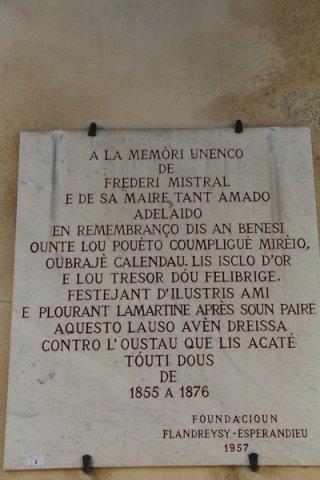 A LA MEMÒRI UNENCO
DE
FREDERI MISTRAL
E DE SA MAIRE TANT AMADO
ADELAIDO
EN REMEMBRANÇO DIS AN BENESI
OUNTE LOU POUÈTO COUMPLIGUÈ MIRÈIO,
OUBRAJÈ CALENDAU. LIS ISCLO D'OR
E LOU TRESOR DÓU FELIBRIGE.
FESTEJANT D'ILUSTRIS AMI
E PLOURANT LAMARTINE APRÈS SOUN PAIRE
AQUESTO LAUSO AVÈN DREISSA
CONTRO L'OUSTAU QUE LIS ACATÉ
TÓUTI DOUS
DE
1855 A 1876
FOUNDACIOUN
FLANDREYSY-ESPERANDIEU
1957